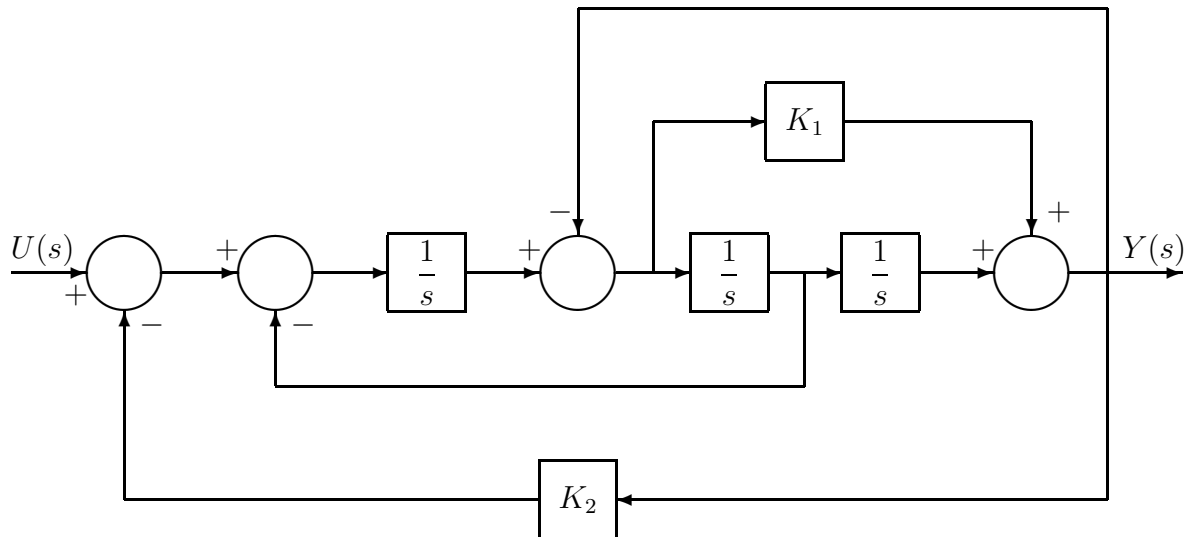 −
K₁
U(s) + + 1/s + 1/s 1/s + + Y(s)
+ − −
K₂